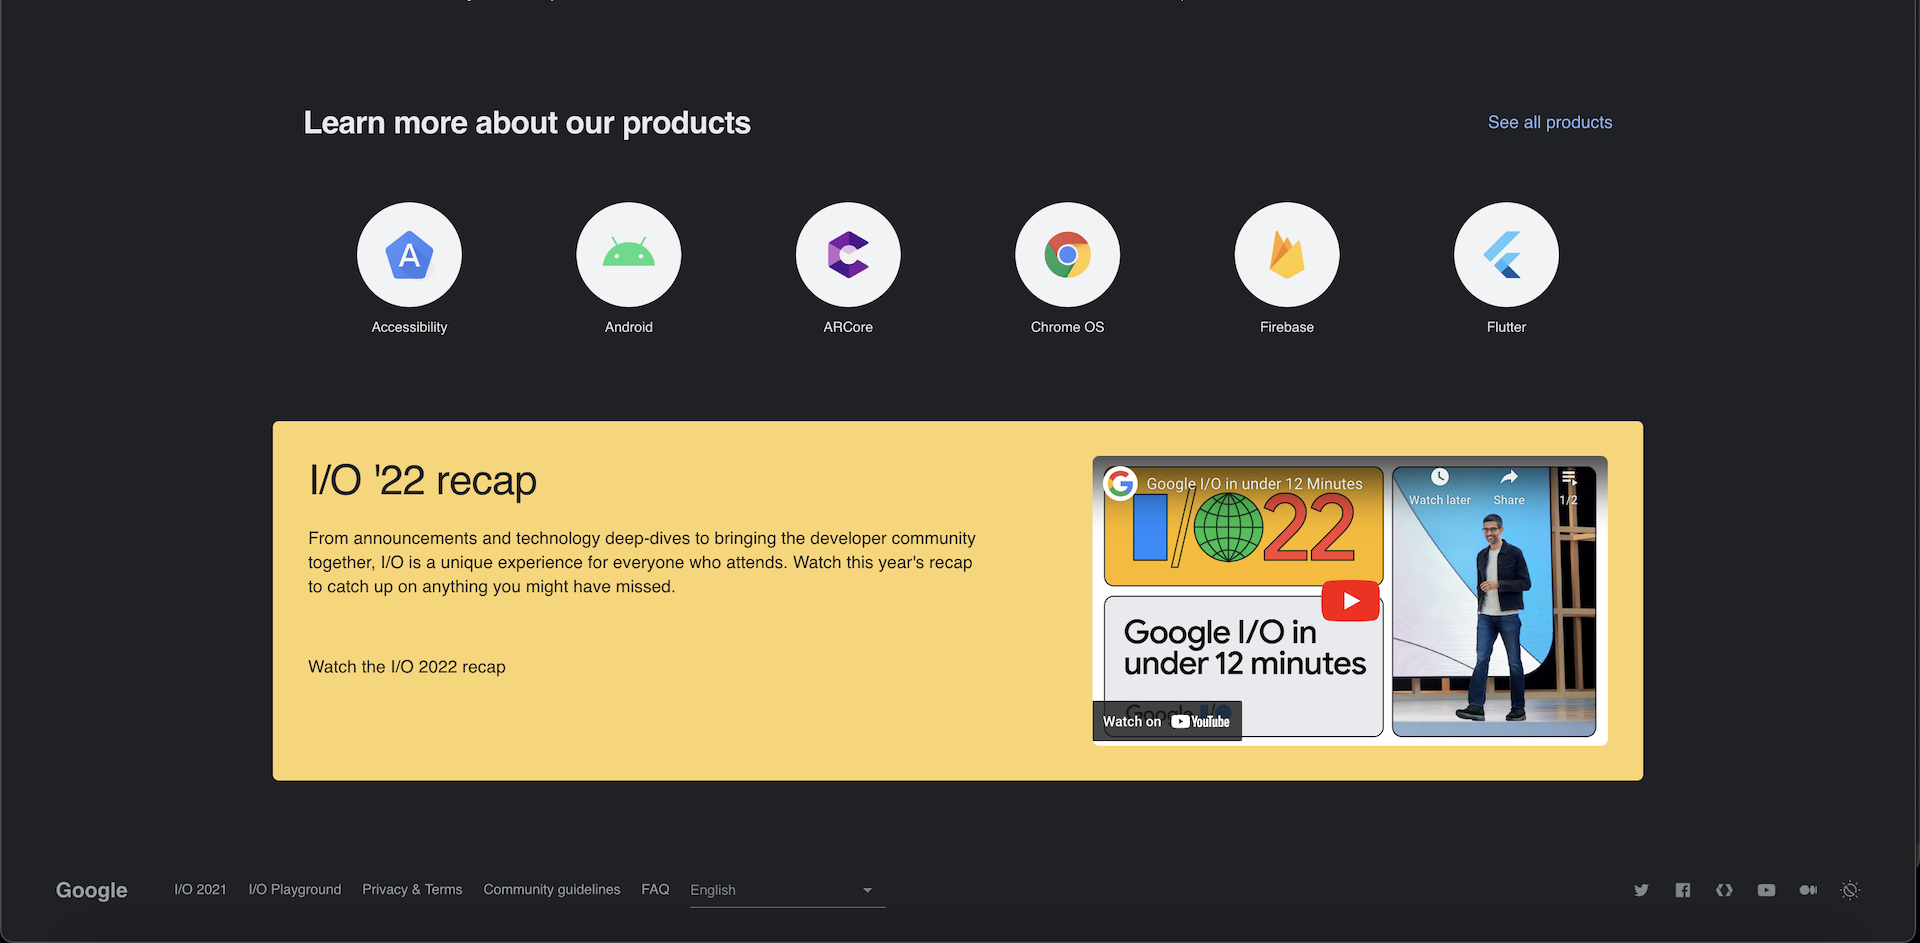 Learn more about our products
See all products
A
Accessibility
Android
ARCore
Chrome OS
Firebase
Flutter
I/O '22 recap
From announcements and technology deep-dives to bringing the developer community
together, I/O is a unique experience for everyone who attends. Watch this year's recap
to catch up on anything you might have missed.
Watch the I/O 2022 recap
G
Google I/O in under 12 Minutes
Watch later
Share
1/2
I/O22
Google I/O in
under 12 minutes
Google I/O
Watch on YouTube
Google
I/O 2021
I/O Playground
Privacy & Terms
Community guidelines
FAQ
English